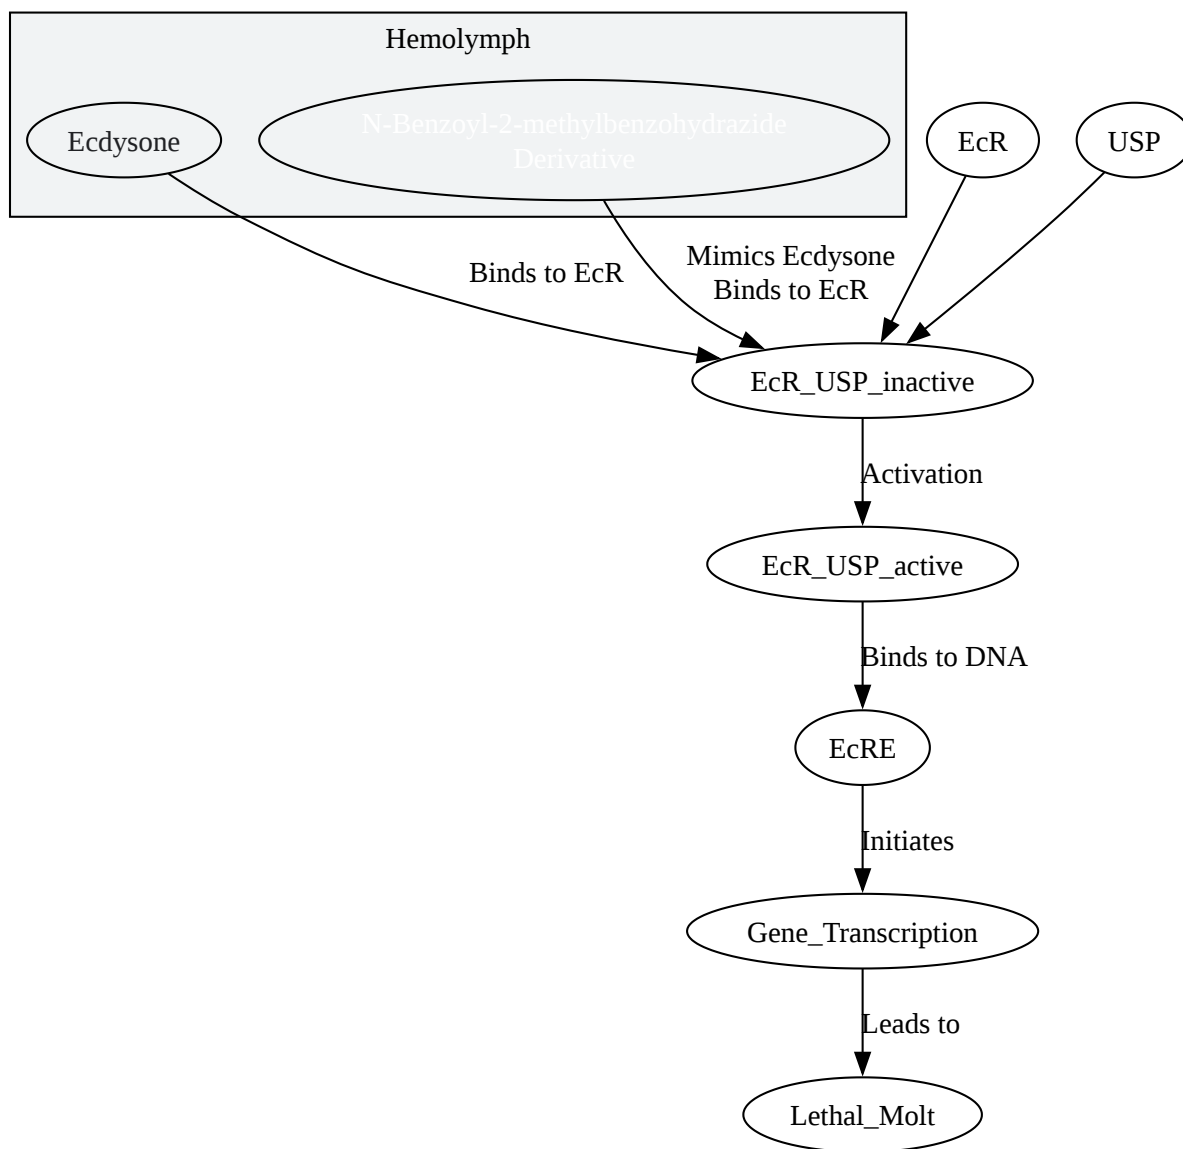 Hemolymph
Ecdysone
N-Benzoyl-2-methylbenzohydrazide
Derivative
EcR
USP
Binds to EcR
Mimics Ecdysone
Binds to EcR
EcR_USP_inactive
Activation
EcR_USP_active
Binds to DNA
EcRE
Initiates
Gene_Transcription
Leads to
Lethal_Molt